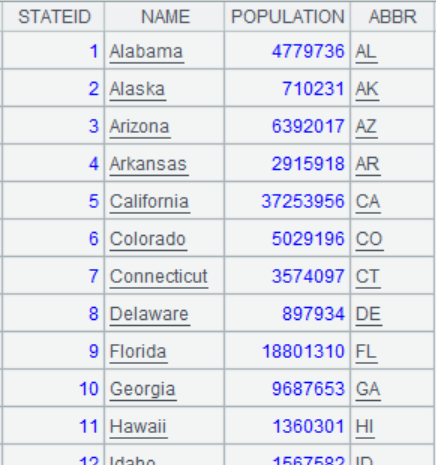 STATEID NAME POPULATION ABBR
1 Alabama 4779736 AL
2 Alaska 710231 AK
3 Arizona 6392017 AZ
4 Arkansas 2915918 AR
5 California 37253956 CA
6 Colorado 5029196 CO
7 Connecticut 3574097 CT
8 Delaware 897934 DE
9 Florida 18801310 FL
10 Georgia 9687653 GA
11 Hawaii 1360301 HI
12 Idaho 1567582 ID